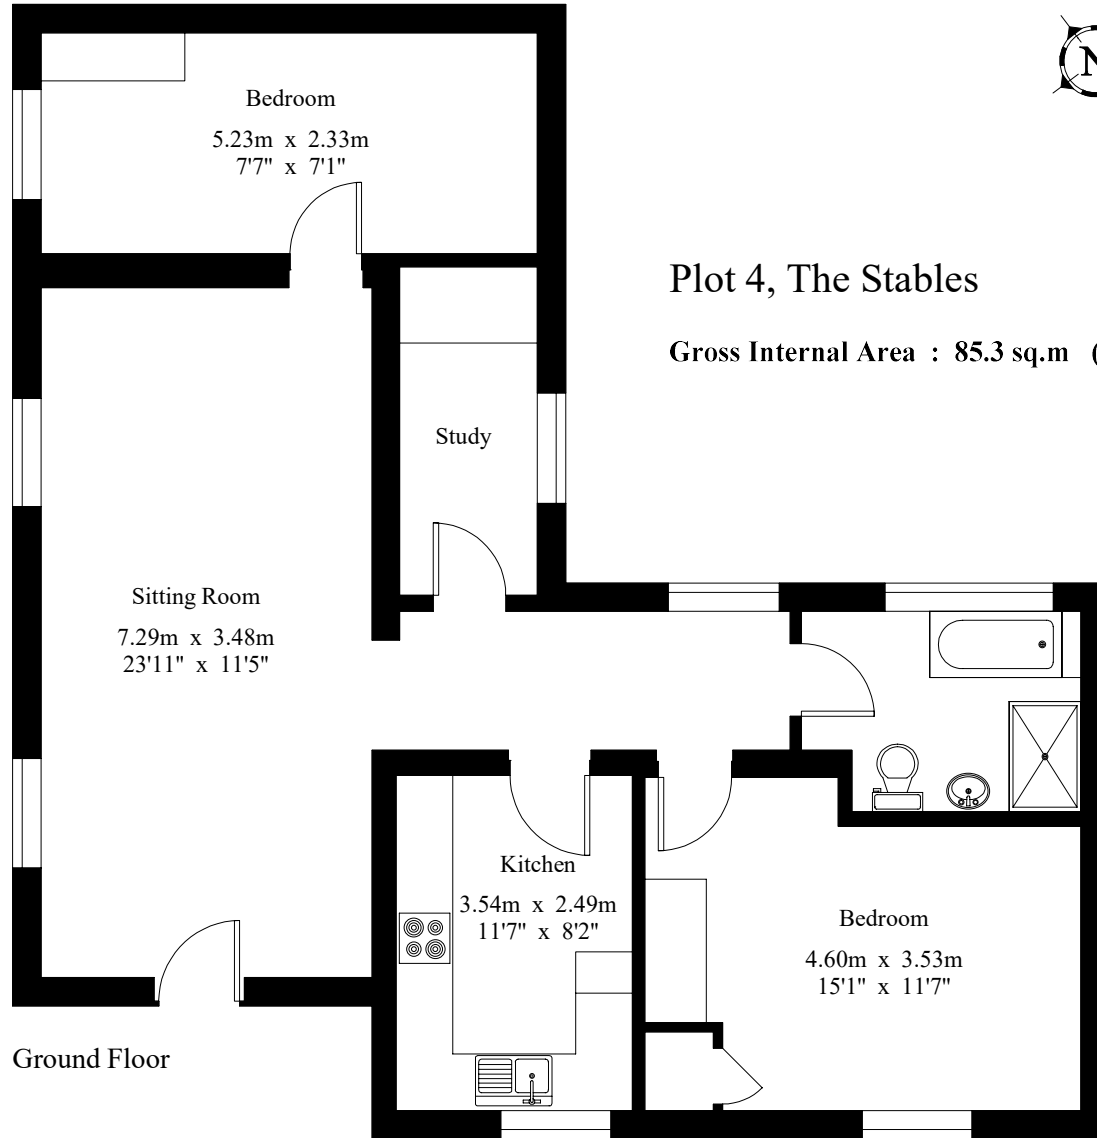 Bedroom
5.23m x 2.33m
7'7" x 7'1"
N
Plot 4, The Stables
Gross Internal Area : 85.3 sq.m (
Study
Sitting Room
7.29m x 3.48m
23'11" x 11'5"
Kitchen
3.54m x 2.49m
11'7" x 8'2"
Bedroom
4.60m x 3.53m
15'1" x 11'7"
Ground Floor